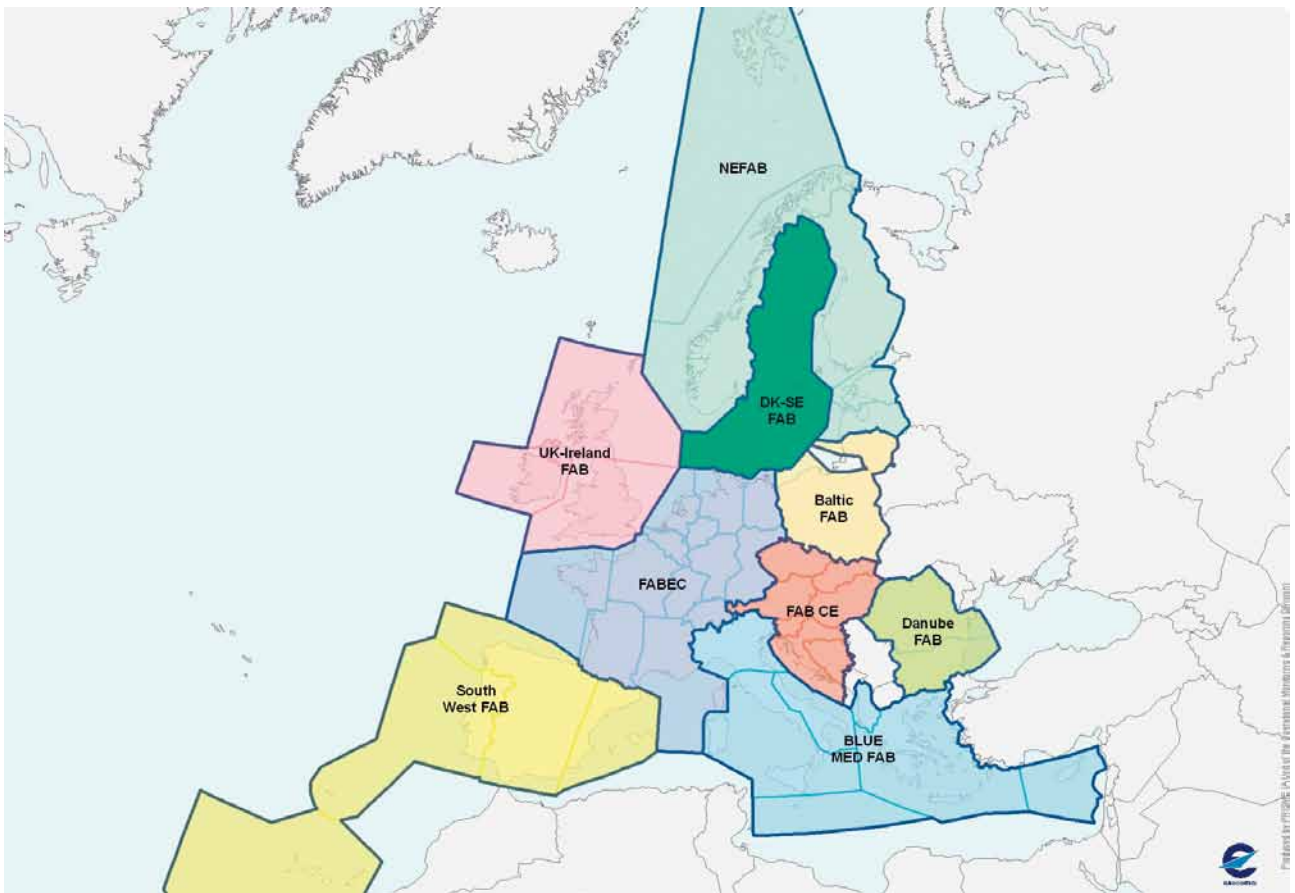 NEFAB
DK-SE
FAB
UK-Ireland
FAB
Baltic
FAB
FABEC
FAB CE
Danube
FAB
South
West FAB
BLUE
MED FAB
EUROCONTROL